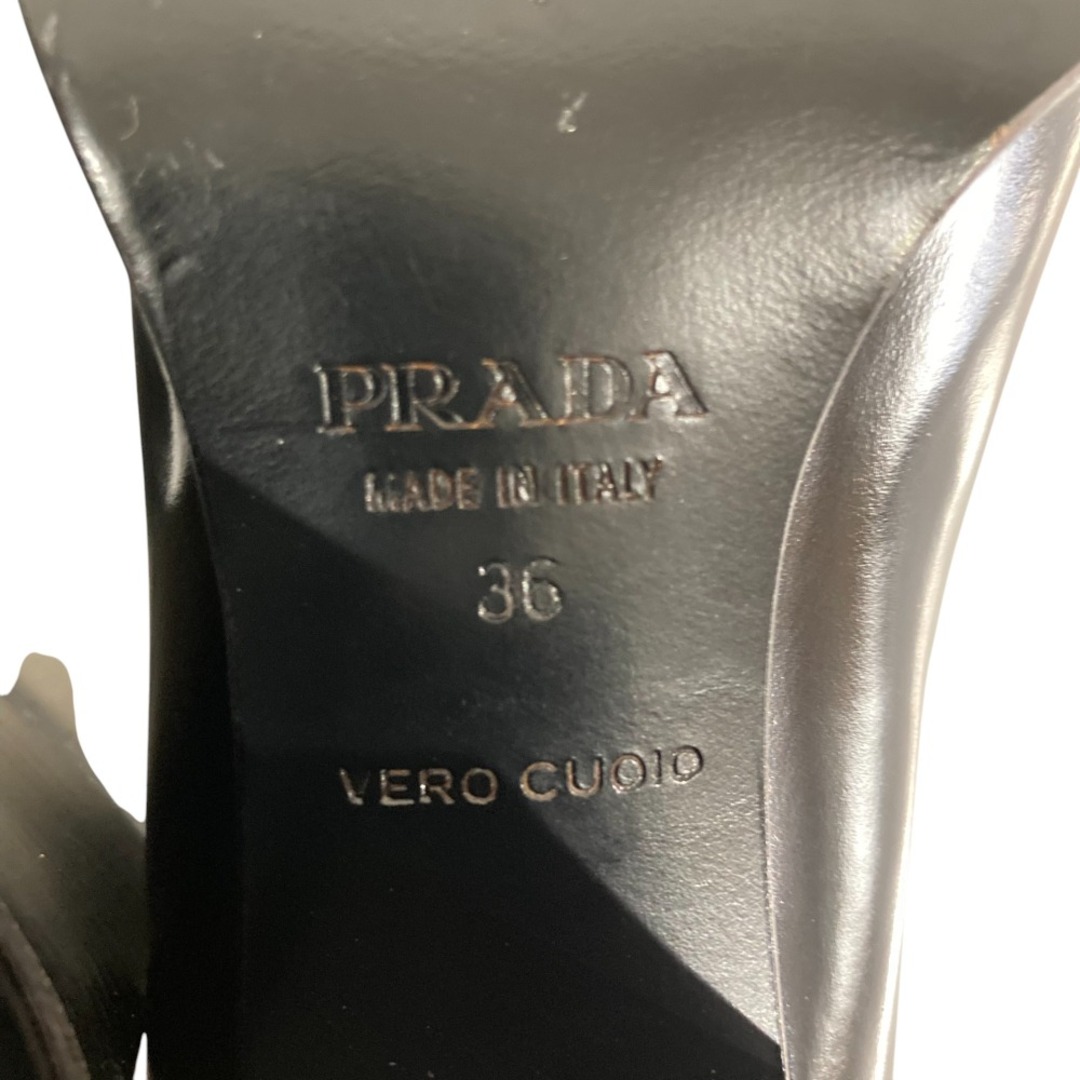 PRADA
MADE IN ITALY
36
VERO CUOIO